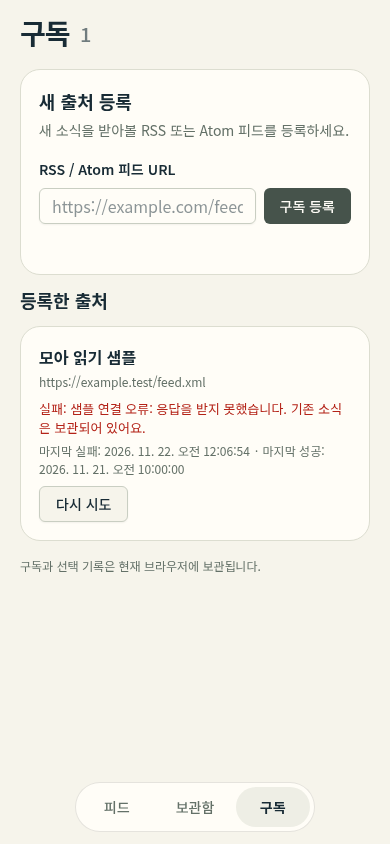 구독 1
새 출처 등록
새 소식을 받아볼 RSS 또는 Atom 피드를 등록하세요.
RSS / Atom 피드 URL
https://example.com/feed
구독 등록
등록한 출처
모아 읽기 샘플
https://example.test/feed.xml
실패: 샘플 연결 오류: 응답을 받지 못했습니다. 기존 소식
은 보관되어 있어요.
마지막 실패: 2026. 11. 22. 오전 12:06:54 · 마지막 성공:
2026. 11. 21. 오전 10:00:00
다시 시도
구독과 선택 기록은 현재 브라우저에 보관됩니다.
피드
보관함
구독